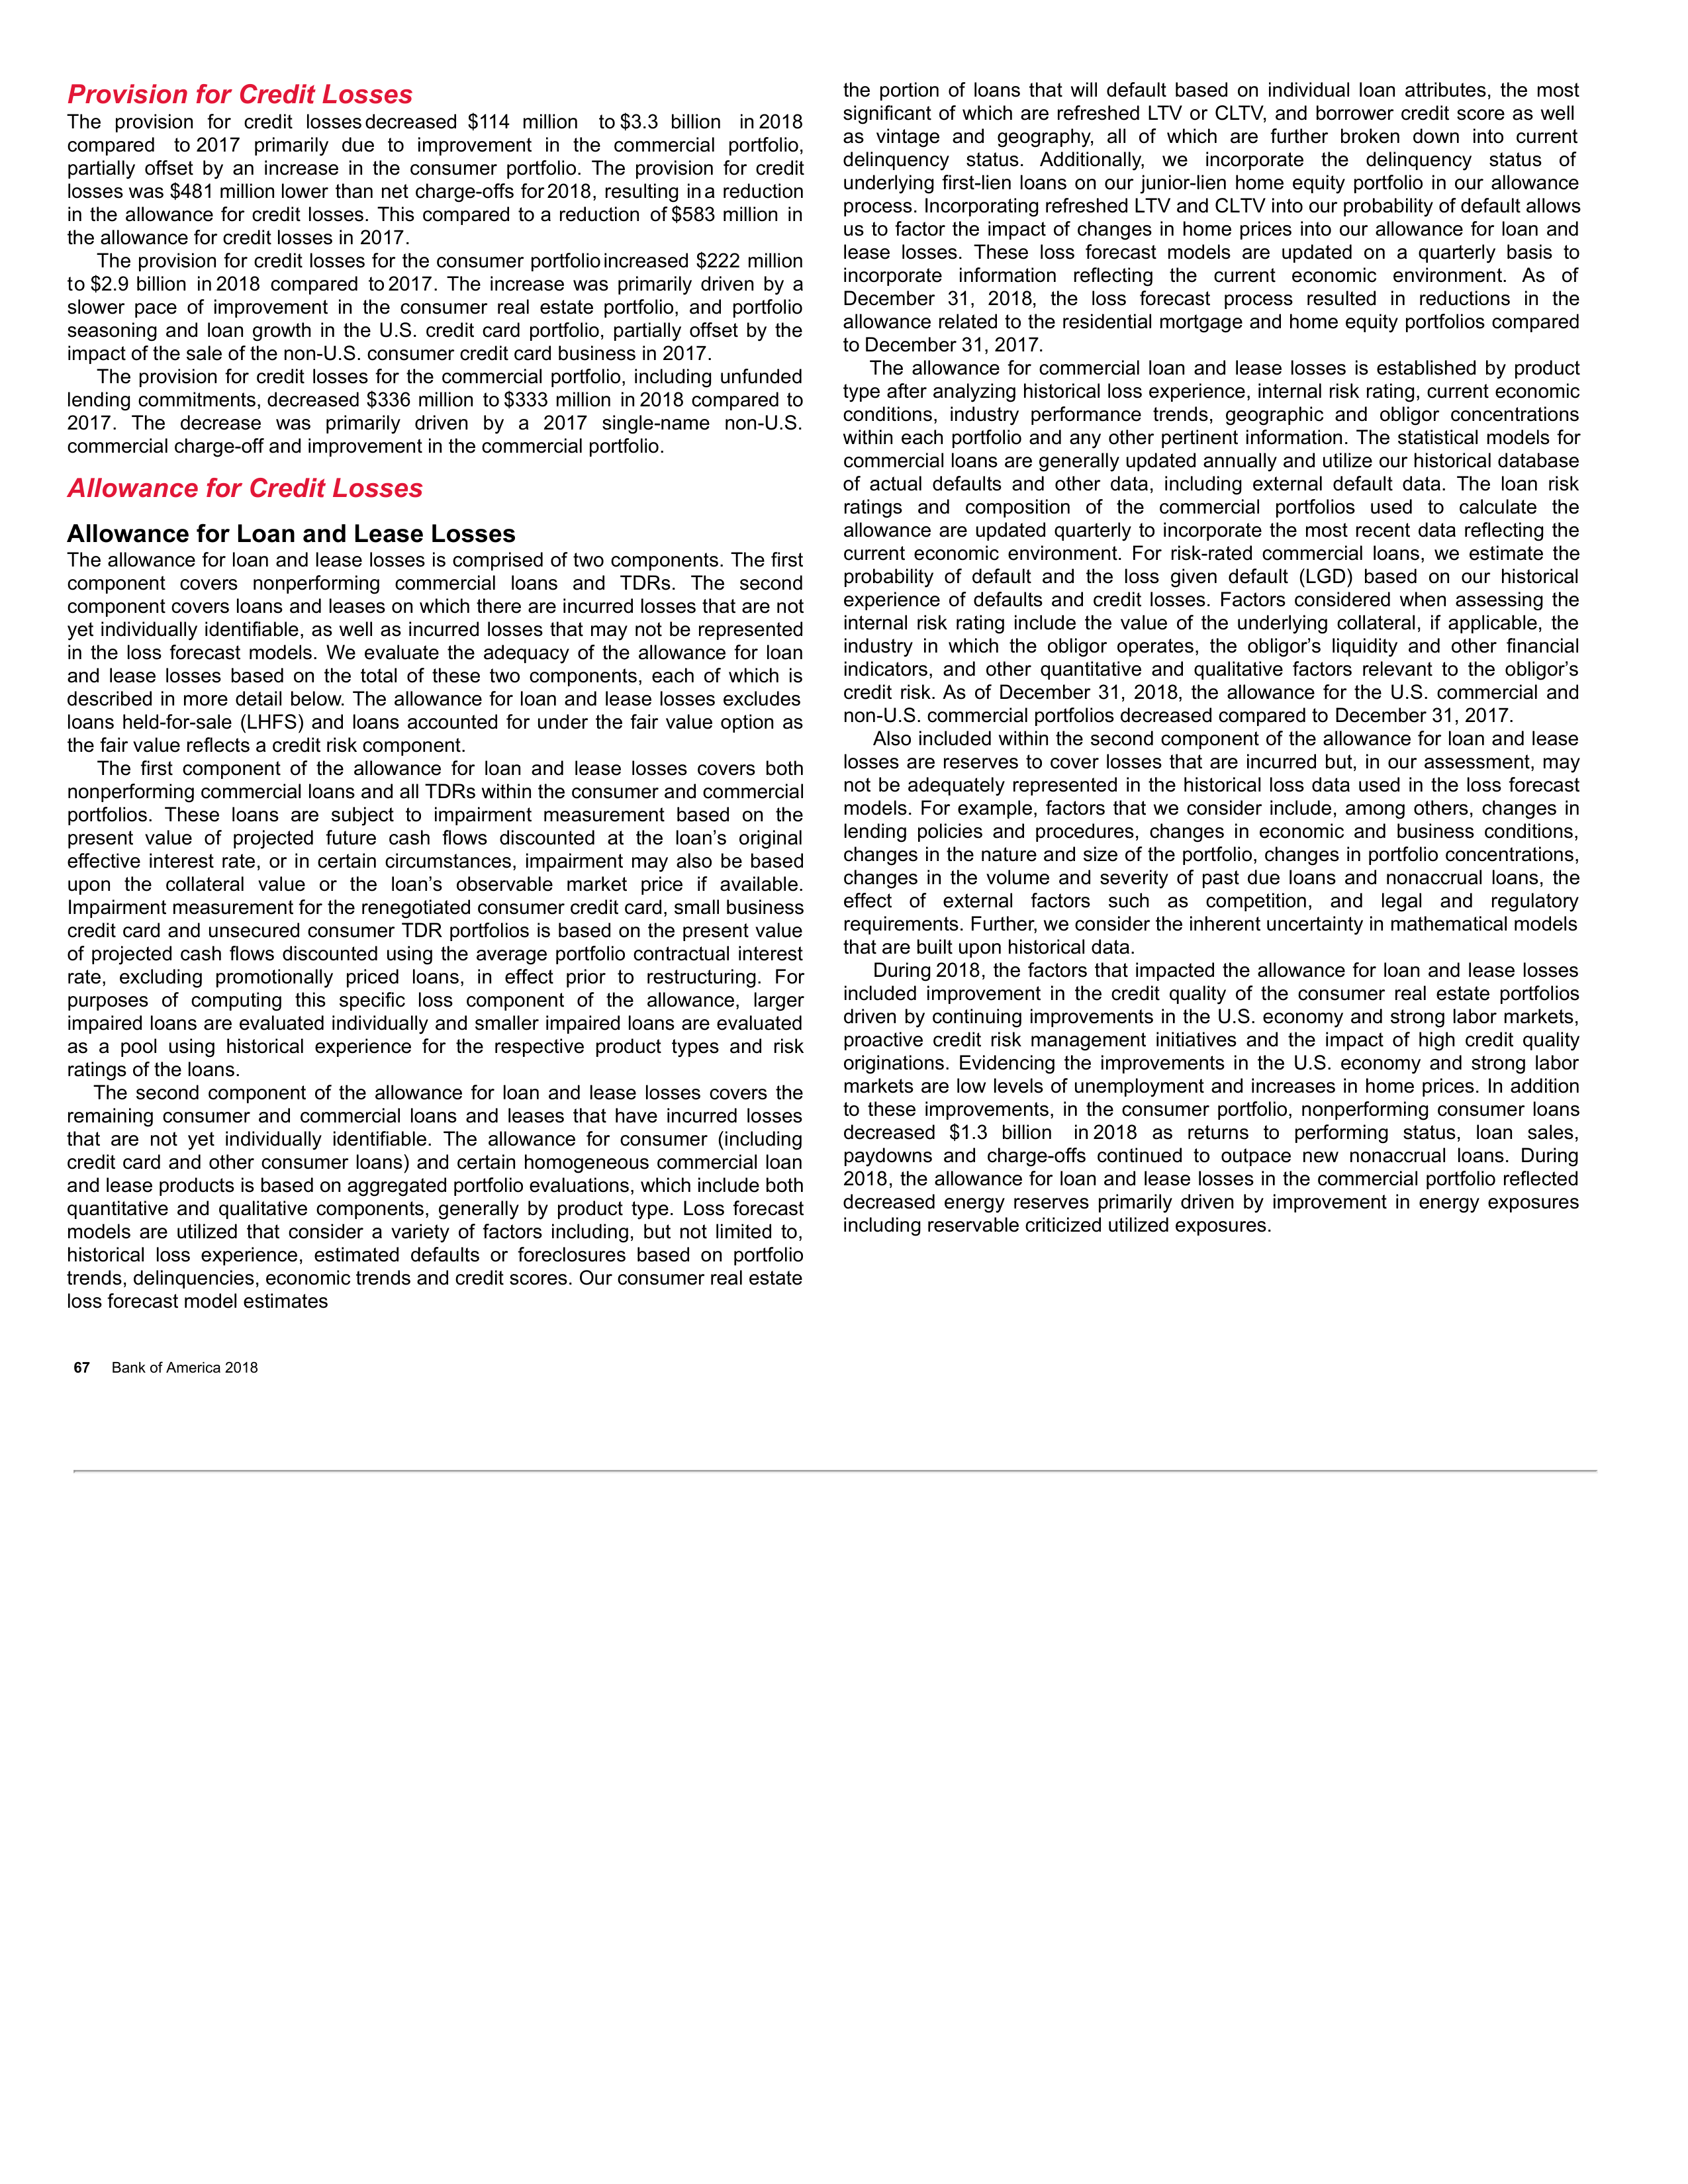 Provision for Credit Losses
The provision for credit losses decreased $114 million to $3.3 billion in 2018
compared to 2017 primarily due to improvement in the commercial portfolio,
partially offset by an increase in the consumer portfolio. The provision for credit
losses was $481 million lower than net charge-offs for 2018, resulting in a reduction
in the allowance for credit losses. This compared to a reduction of $583 million in
the allowance for credit losses in 2017.
The provision for credit losses for the consumer portfolio increased $222 million
to $2.9 billion in 2018 compared to 2017. The increase was primarily driven by a
slower pace of improvement in the consumer real estate portfolio, and portfolio
seasoning and loan growth in the U.S. credit card portfolio, partially offset by the
impact of the sale of the non-U.S. consumer credit card business in 2017.
The provision for credit losses for the commercial portfolio, including unfunded
lending commitments, decreased $336 million to $333 million in 2018 compared to
2017. The decrease was primarily driven by a 2017 single-name non-U.S.
commercial charge-off and improvement in the commercial portfolio.
Allowance for Credit Losses
Allowance for Loan and Lease Losses
The allowance for loan and lease losses is comprised of two components. The first
component covers nonperforming commercial loans and TDRs. The second
component covers loans and leases on which there are incurred losses that are not
yet individually identifiable, as well as incurred losses that may not be represented
in the loss forecast models. We evaluate the adequacy of the allowance for loan
and lease losses based on the total of these two components, each of which is
described in more detail below. The allowance for loan and lease losses excludes
loans held-for-sale (LHFS) and loans accounted for under the fair value option as
the fair value reflects a credit risk component.
The first component of the allowance for loan and lease losses covers both
nonperforming commercial loans and all TDRs within the consumer and commercial
portfolios. These loans are subject to impairment measurement based on the
present value of projected future cash flows discounted at the loan's original
effective interest rate, or in certain circumstances, impairment may also be based
upon the collateral value or the loan's observable market price if available.
Impairment measurement for the renegotiated consumer credit card, small business
credit card and unsecured consumer TDR portfolios is based on the present value
of projected cash flows discounted using the average portfolio contractual interest
rate, excluding promotionally priced loans, in effect prior to restructuring. For
purposes of computing this specific loss component of the allowance, larger
impaired loans are evaluated individually and smaller impaired loans are evaluated
as a pool using historical experience for the respective product types and risk
ratings of the loans.
The second component of the allowance for loan and lease losses covers the
remaining consumer and commercial loans and leases that have incurred losses
that are not yet individually identifiable. The allowance for consumer (including
credit card and other consumer loans) and certain homogeneous commercial loan
and lease products is based on aggregated portfolio evaluations, which include both
quantitative and qualitative components, generally by product type. Loss forecast
models are utilized that consider a variety of factors including, but not limited to,
historical loss experience, estimated defaults or foreclosures based on portfolio
trends, delinquencies, economic trends and credit scores. Our consumer real estate
loss forecast model estimates
the portion of loans that will default based on individual loan attributes, the most
significant of which are refreshed LTV or CLTV, and borrower credit score as well
as vintage and geography, all of which are further broken down into current
delinquency status. Additionally, we incorporate the delinquency status of
underlying first-lien loans on our junior-lien home equity portfolio in our allowance
process. Incorporating refreshed LTV and CLTV into our probability of default allows
us to factor the impact of changes in home prices into our allowance for loan and
lease losses. These loss forecast models are updated on a quarterly basis to
incorporate information reflecting the current economic environment. As of
December 31, 2018, the loss forecast process resulted in reductions in the
allowance related to the residential mortgage and home equity portfolios compared
to December 31, 2017.
The allowance for commercial loan and lease losses is established by product
type after analyzing historical loss experience, internal risk rating, current economic
conditions, industry performance trends, geographic and obligor concentrations
within each portfolio and any other pertinent information. The statistical models for
commercial loans are generally updated annually and utilize our historical database
of actual defaults and other data, including external default data. The loan risk
ratings and composition of the commercial portfolios used to calculate the
allowance are updated quarterly to incorporate the most recent data reflecting the
current economic environment. For risk-rated commercial loans, we estimate the
probability of default and the loss given default (LGD) based on our historical
experience of defaults and credit losses. Factors considered when assessing the
internal risk rating include the value of the underlying collateral, if applicable, the
industry in which the obligor operates, the obligor's liquidity and other financial
indicators, and other quantitative and qualitative factors relevant to the obligor's
credit risk. As of December 31, 2018, the allowance for the U.S. commercial and
non-U.S. commercial portfolios decreased compared to December 31, 2017.
Also included within the second component of the allowance for loan and lease
losses are reserves to cover losses that are incurred but, in our assessment, may
not be adequately represented in the historical loss data used in the loss forecast
models. For example, factors that we consider include, among others, changes in
lending policies and procedures, changes in economic and business conditions,
changes in the nature and size of the portfolio, changes in portfolio concentrations,
changes in the volume and severity of past due loans and nonaccrual loans, the
effect of external factors such as competition, and legal and regulatory
requirements. Further, we consider the inherent uncertainty in mathematical models
that are built upon historical data.
During 2018, the factors that impacted the allowance for loan and lease losses
included improvement in the credit quality of the consumer real estate portfolios
driven by continuing improvements in the U.S. economy and strong labor markets,
proactive credit risk management initiatives and the impact of high credit quality
originations. Evidencing the improvements in the U.S. economy and strong labor
markets are low levels of unemployment and increases in home prices. In addition
to these improvements, in the consumer portfolio, nonperforming consumer loans
decreased $1.3 billion in 2018 as returns to performing status, loan sales,
paydowns and charge-offs continued to outpace new nonaccrual loans. During
2018, the allowance for loan and lease losses in the commercial portfolio reflected
decreased energy reserves primarily driven by improvement in energy exposures
including reservable criticized utilized exposures.
67 Bank of America 2018